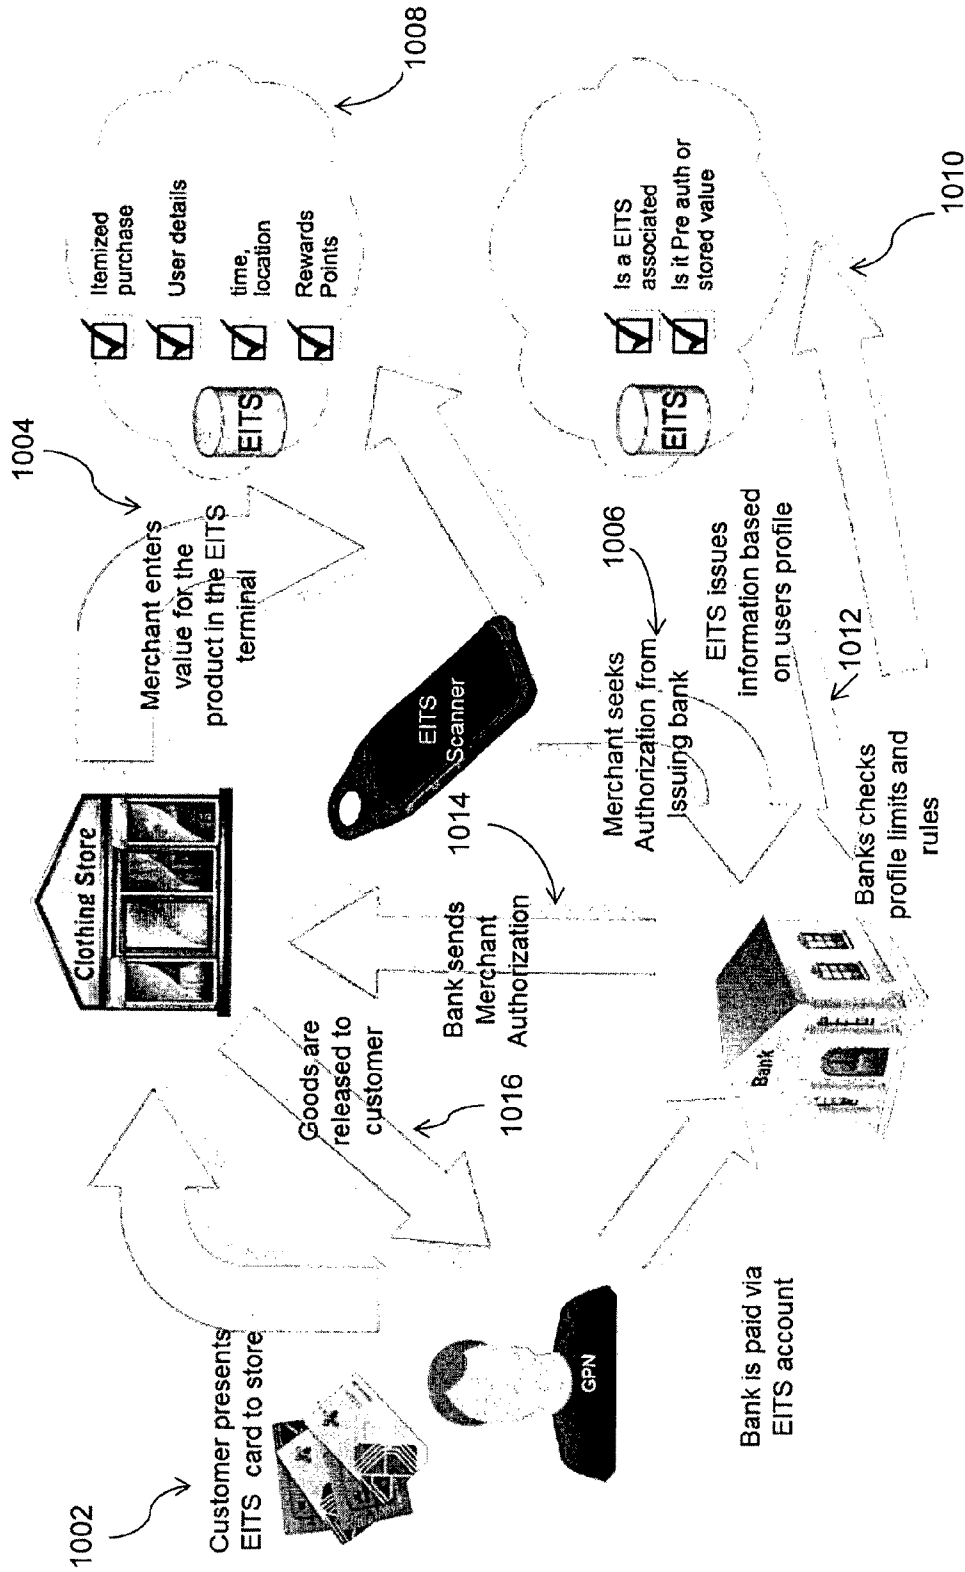 1002
Customer presents
EITS card to store
GPN
Bank is paid via
EITS account
Goods are
released to
customer
1016
Clothing Store
Bank sends
Merchant
Authorization
1014
Bank
Banks checks
profile limits and
rules
1004
Merchant enters
value for the
product in the EITS
terminal
EITS
Scanner
Merchant seeks
Authorization from
Issuing bank
1006
EITS issues
information based
on users profile
1012
EITS
Itemized
purchase
User details
time,
location
Rewards
Points
1008
EITS
Is a EITS
associated
Is it Pre auth or
stored value
1010